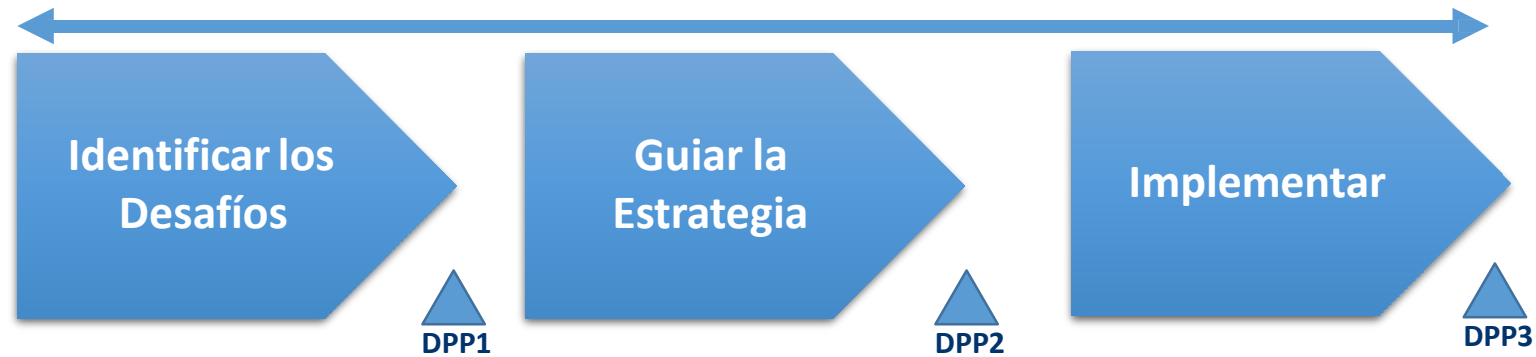 Identificar los
Desafíos
Guiar la
Estrategia
Implementar
DPP1
DPP2
DPP3